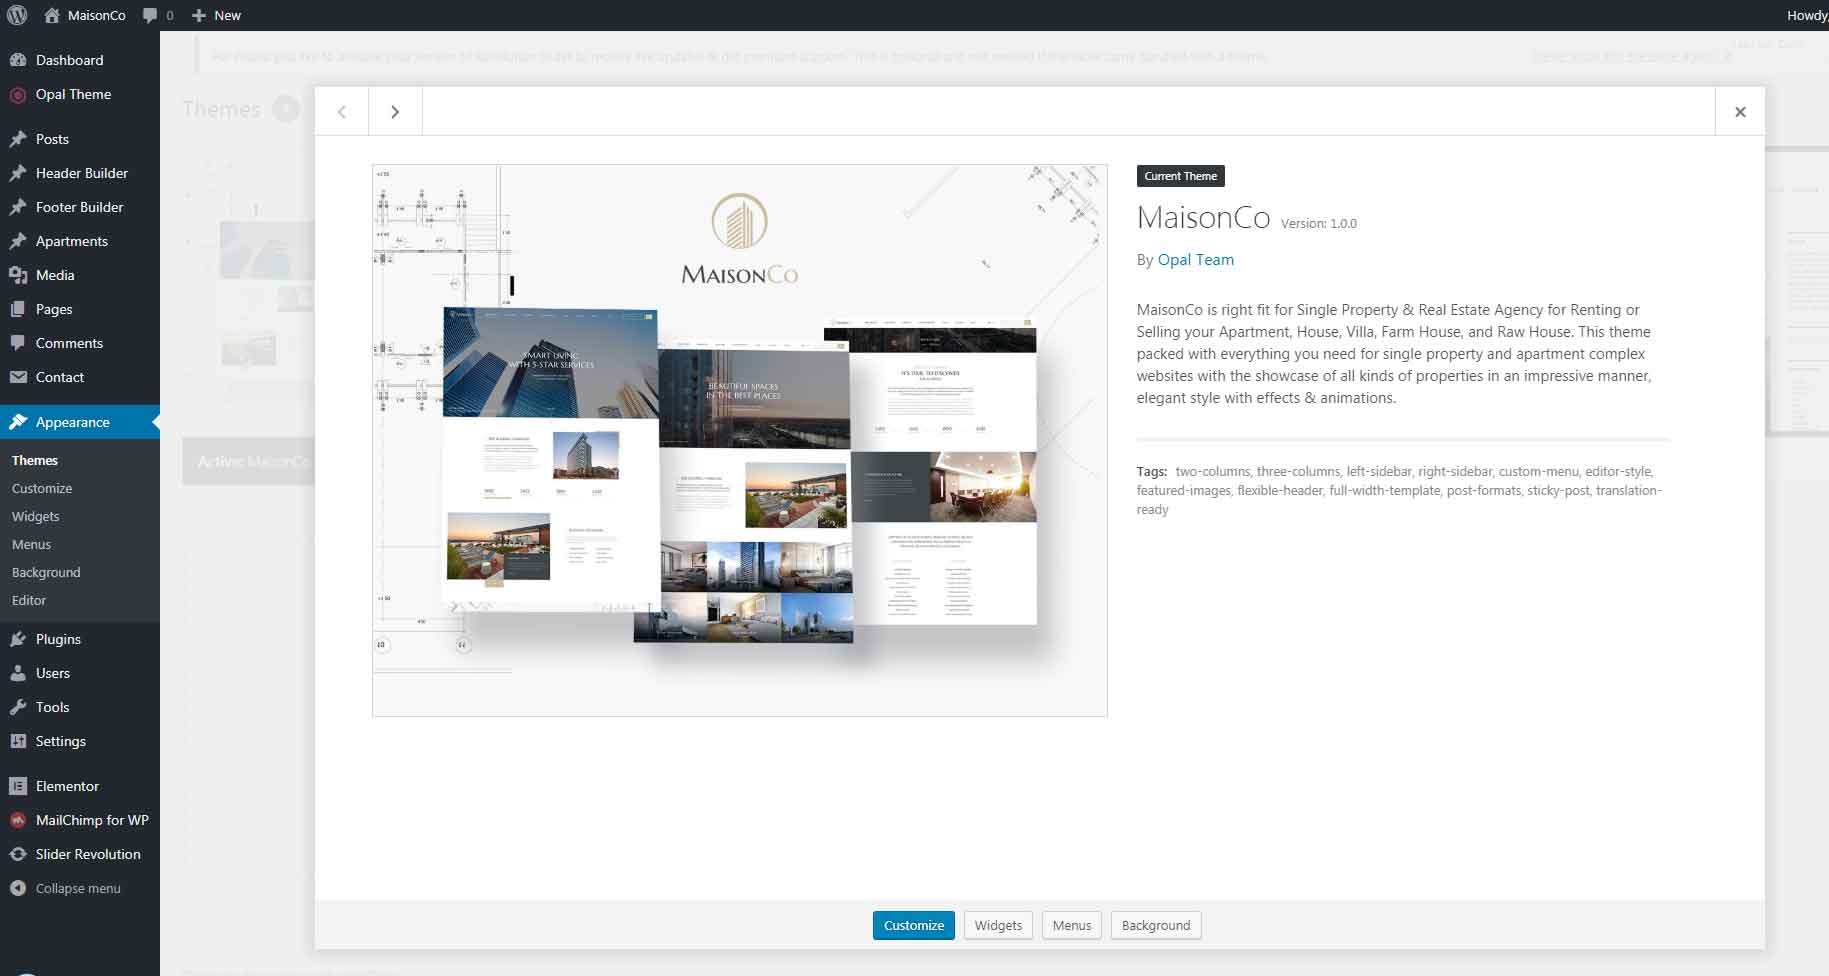 MaisonCo
0
New
Howdy,
Dashboard
Opal Theme
Posts
Header Builder
Footer Builder
Apartments
Media
Pages
Comments
Contact
Appearance
Themes
Customize
Widgets
Menus
Background
Editor
Plugins
Users
Tools
Settings
Elementor
MailChimp for WP
Slider Revolution
Collapse menu
Themes
Active: MaisonCo
MAISONCO
SMART LIVING
WITH 5-STAR SERVICES
BEAUTIFUL SPACES
IN THE BEST PLACES
IT'S TIME TO DISCOVER
Current Theme
MaisonCo Version: 1.0.0
By Opal Team
MaisonCo is right fit for Single Property & Real Estate Agency for Renting or
Selling your Apartment, House, Villa, Farm House, and Raw House. This theme
packed with everything you need for single property and apartment complex
websites with the showcase of all kinds of properties in an impressive manner,
elegant style with effects & animations.
Tags: two-columns, three-columns, left-sidebar, right-sidebar, custom-menu, editor-style,
featured-images, flexible-header, full-width-template, post-formats, sticky-post, translation-
ready
Customize
Widgets
Menus
Background